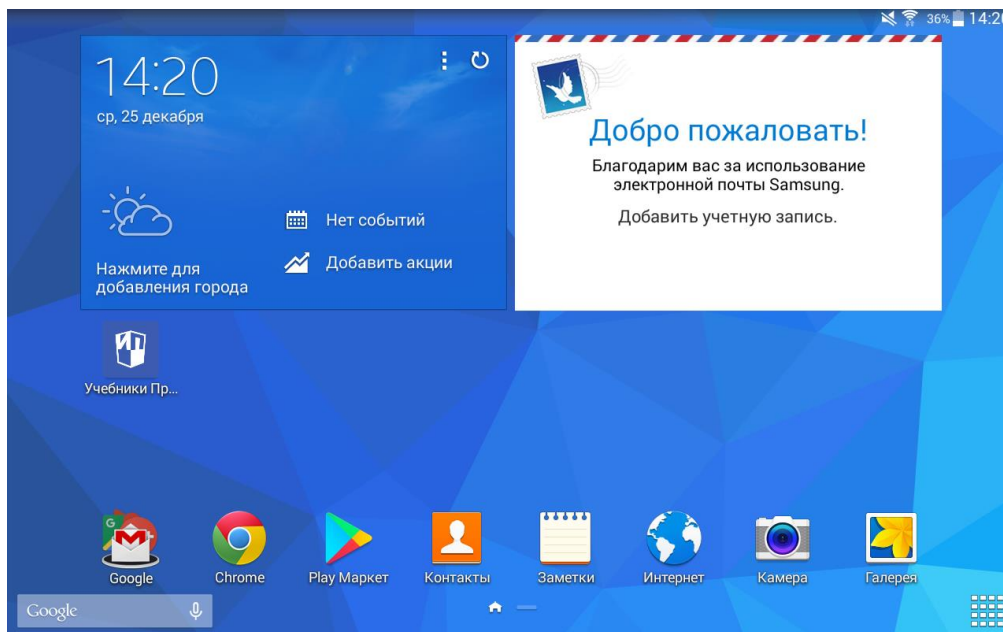 36% 14:20
14:20
ср, 25 декабря
Нажмите для
добавления города
Нет событий
Добавить акции
Добро пожаловать!
Благодарим вас за использование
электронной почты Samsung.
Добавить учетную запись.
ИП
Учебники Пр...
G
Google
Chrome
Play Маркет
Контакты
Заметки
Интернет
Камера
Галерея
Google